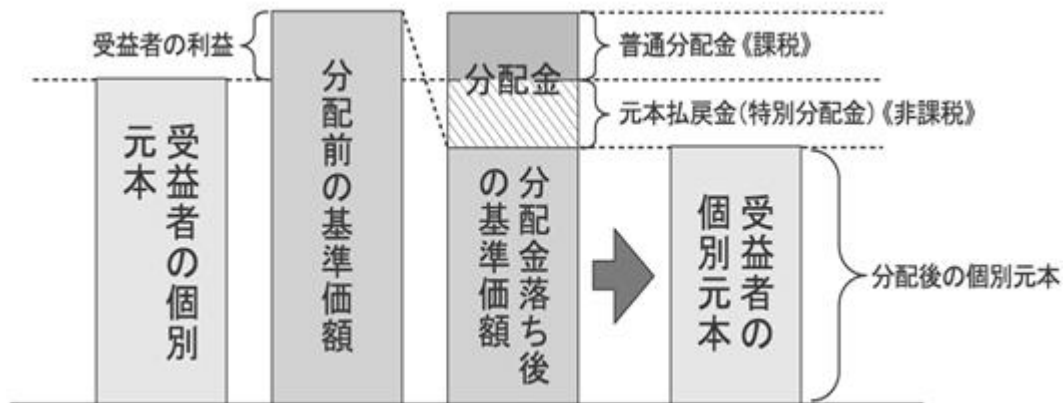 受益者の利益
受益者の個別
元本
分配前の基準価額
分配金
普通分配金《課税》
元本払戻金(特別分配金)《非課税》
分配金落ち後
の基準価額
受益者の
個別元本
分配後の個別元本